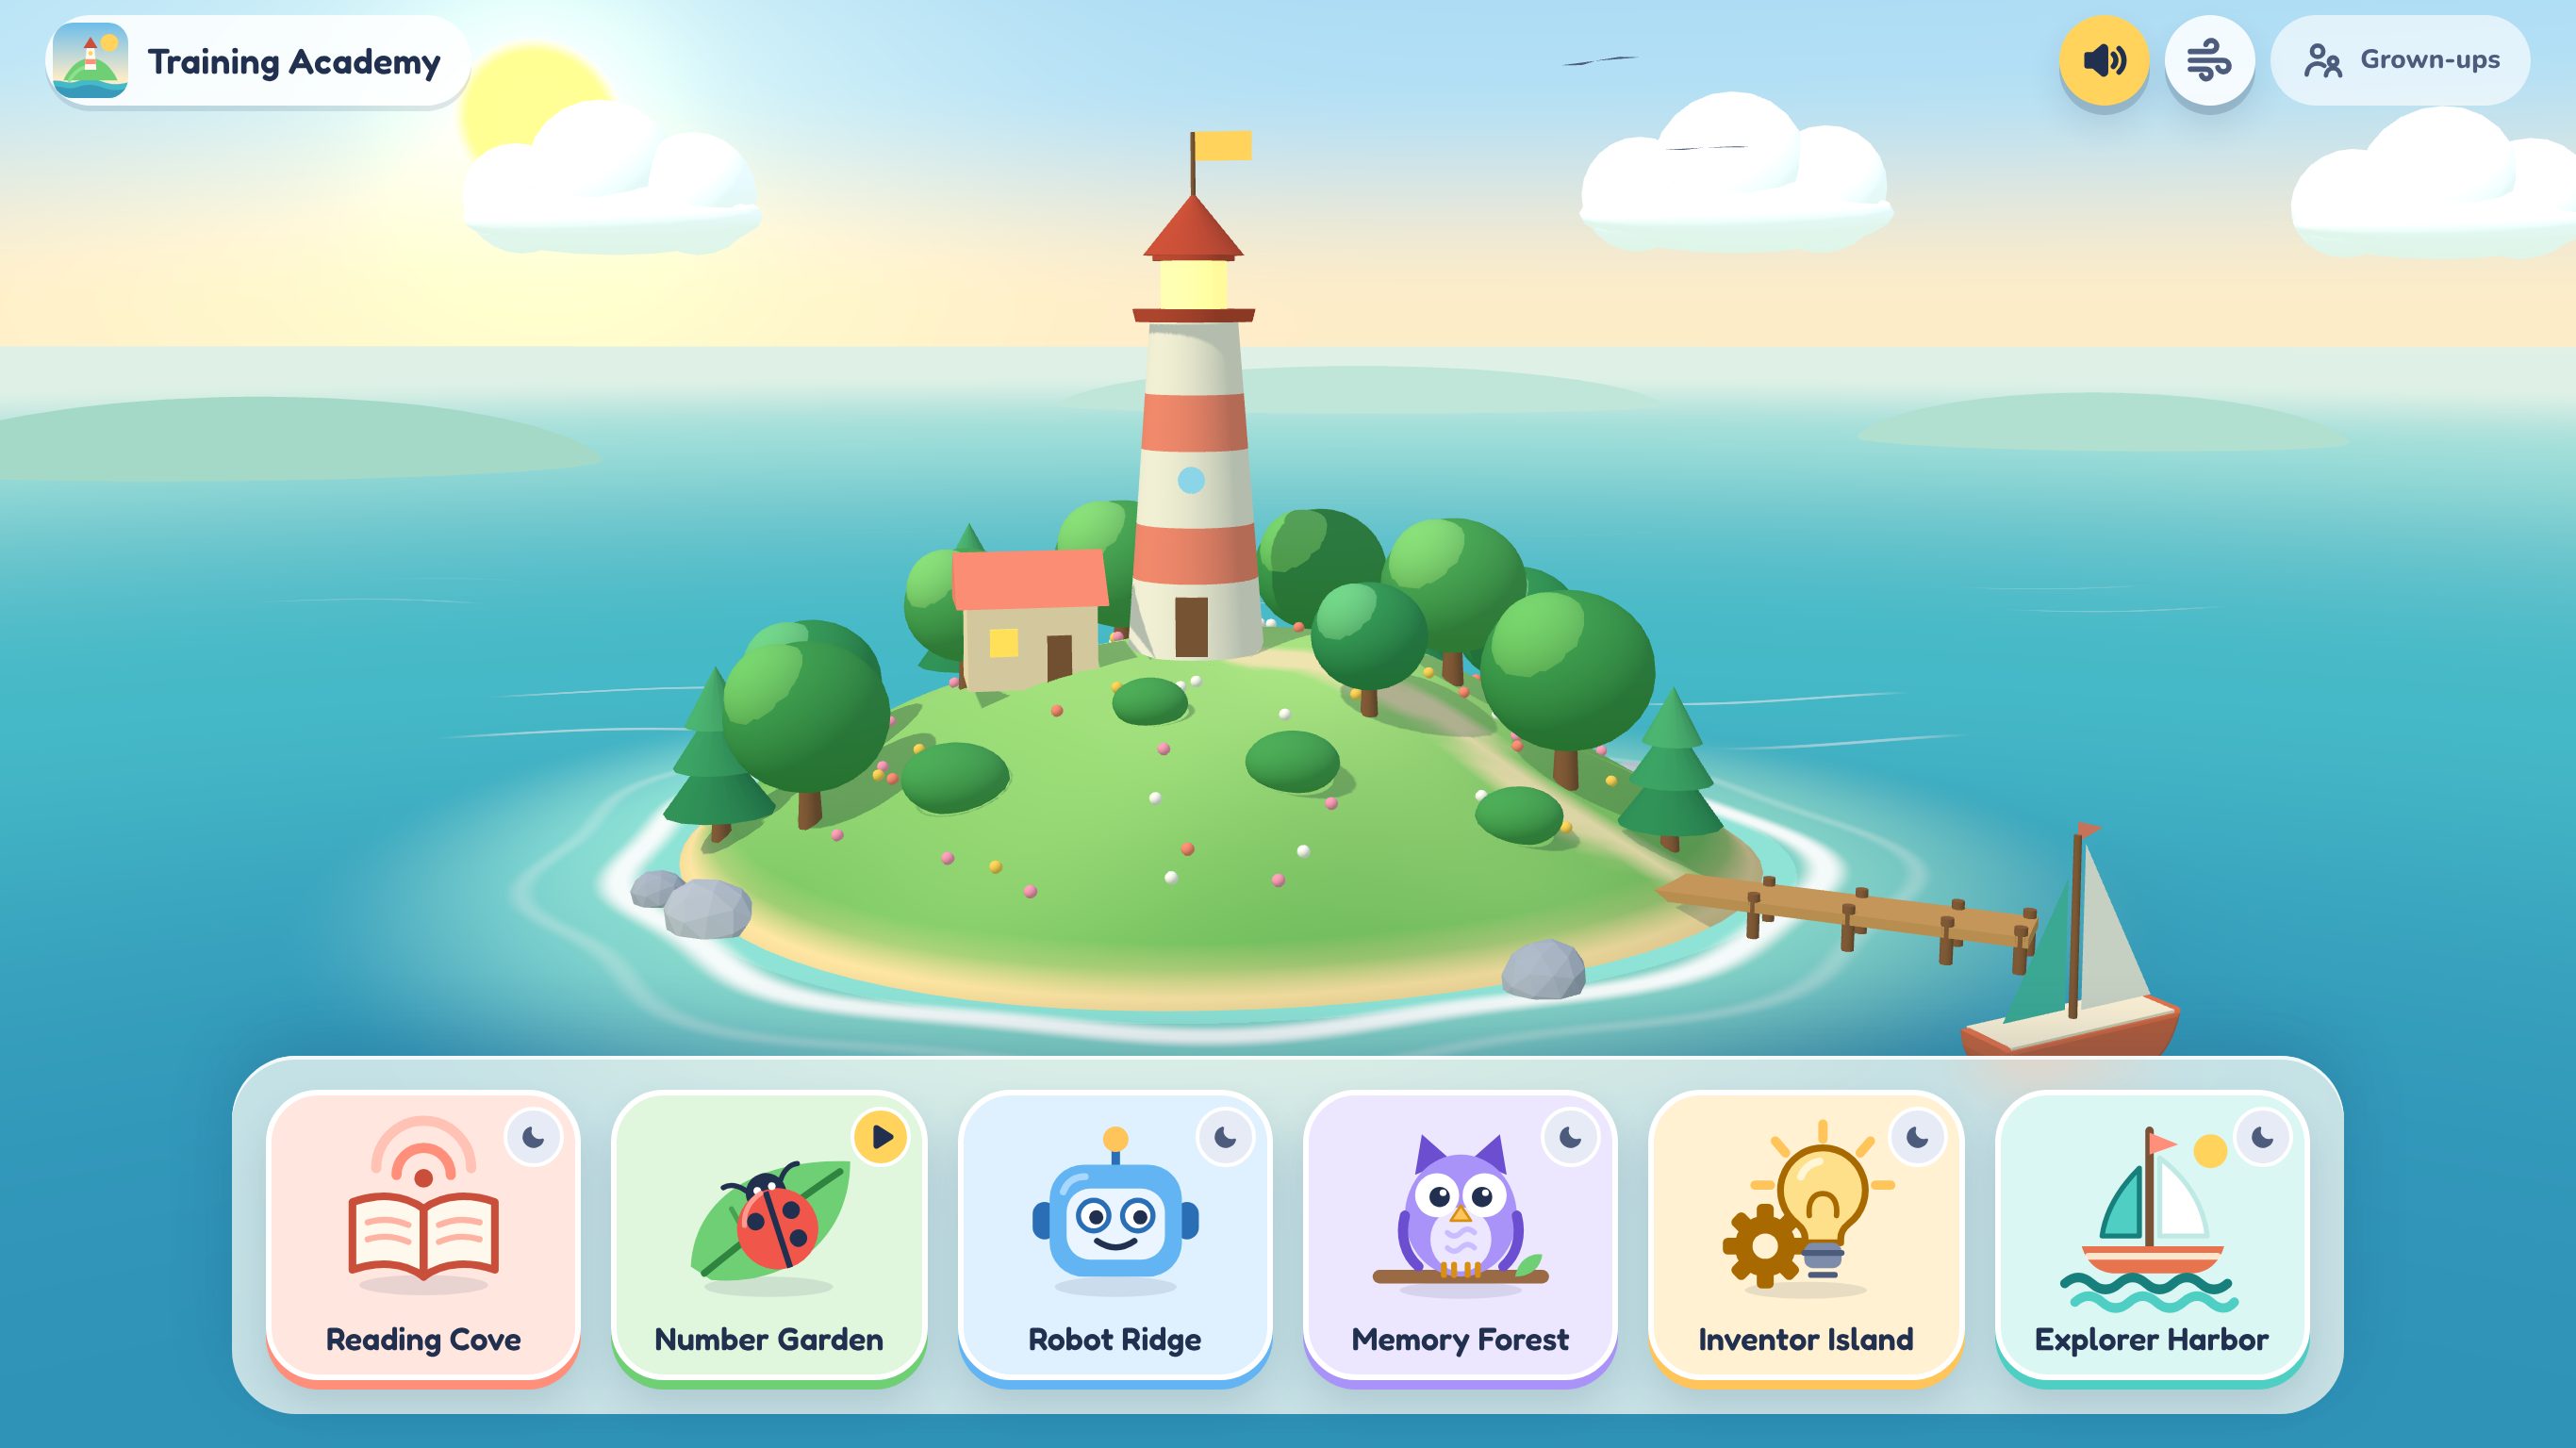 Training Academy
Grown-ups
Reading Cove
Number Garden
Robot Ridge
Memory Forest
Inventor Island
Explorer Harbor